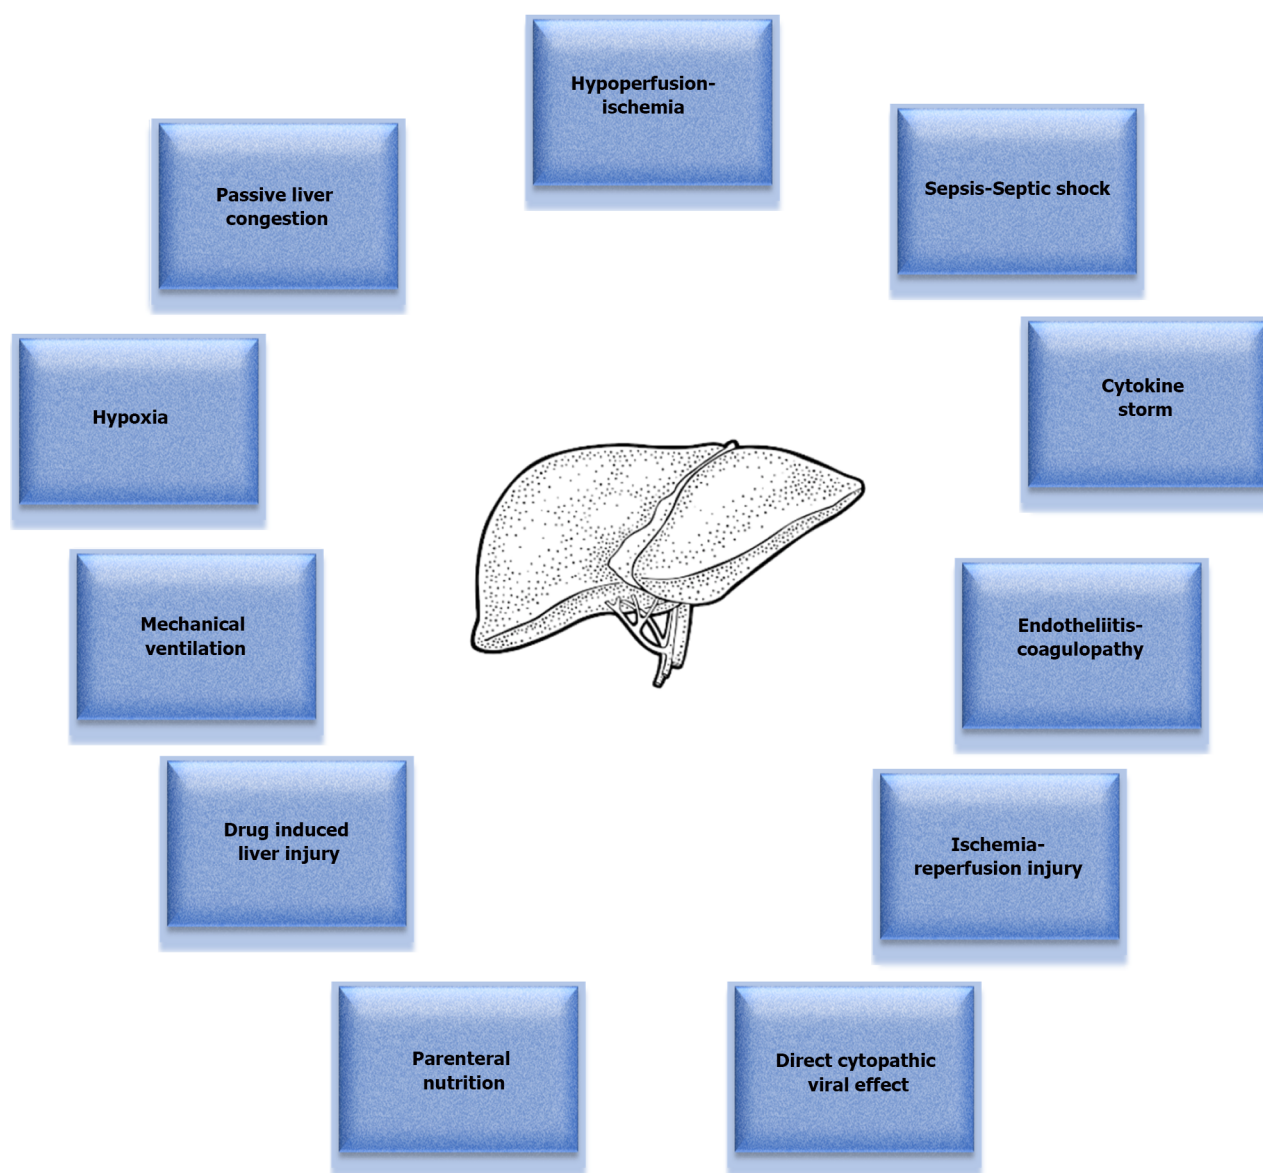 Hypoperfusion-
ischemia
Sepsis-Septic shock
Cytokine
storm
Endotheliitis-
coagulopathy
Ischemia-
reperfusion injury
Direct cytopathic
viral effect
Parenteral
nutrition
Drug induced
liver injury
Mechanical
ventilation
Hypoxia
Passive liver
congestion